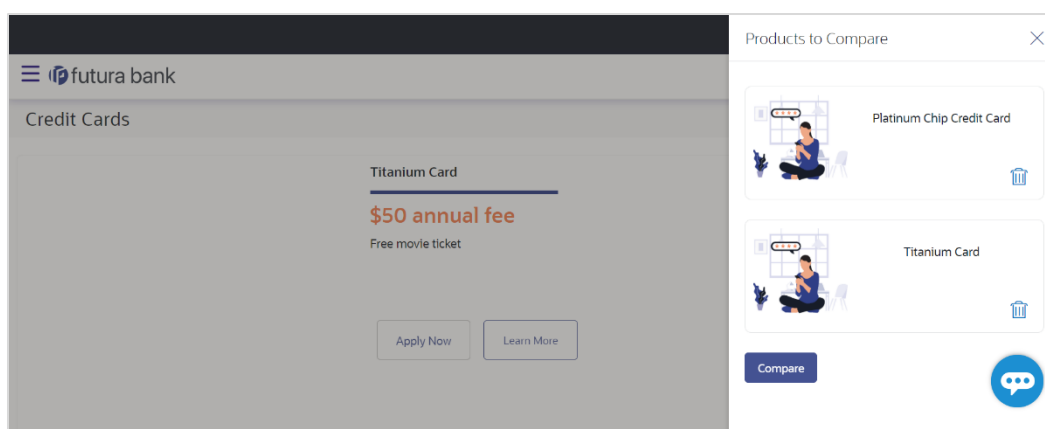 futura bank
Credit Cards
Titanium Card
$50 annual fee
Free movie ticket
Apply Now
Learn More
Products to Compare
Platinum Chip Credit Card
Titanium Card
Compare